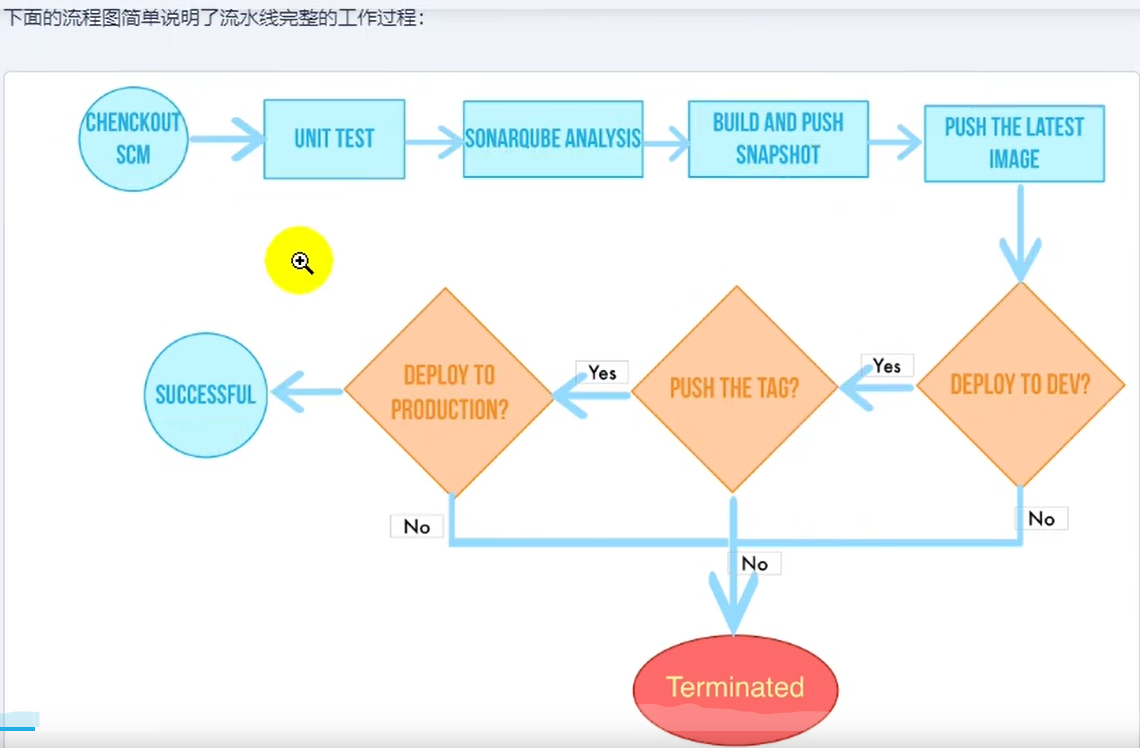 下面的流程图简单说明了流水线完整的工作过程：
CHENCKOUT
SCM
UNIT TEST
SONARQUBE ANALYSIS
BUILD AND PUSH
SNAPSHOT
PUSH THE LATEST
IMAGE
DEPLOY TO DEV?
Yes
PUSH THE TAG?
Yes
DEPLOY TO
PRODUCTION?
SUCCESSFUL
No
No
No
Terminated